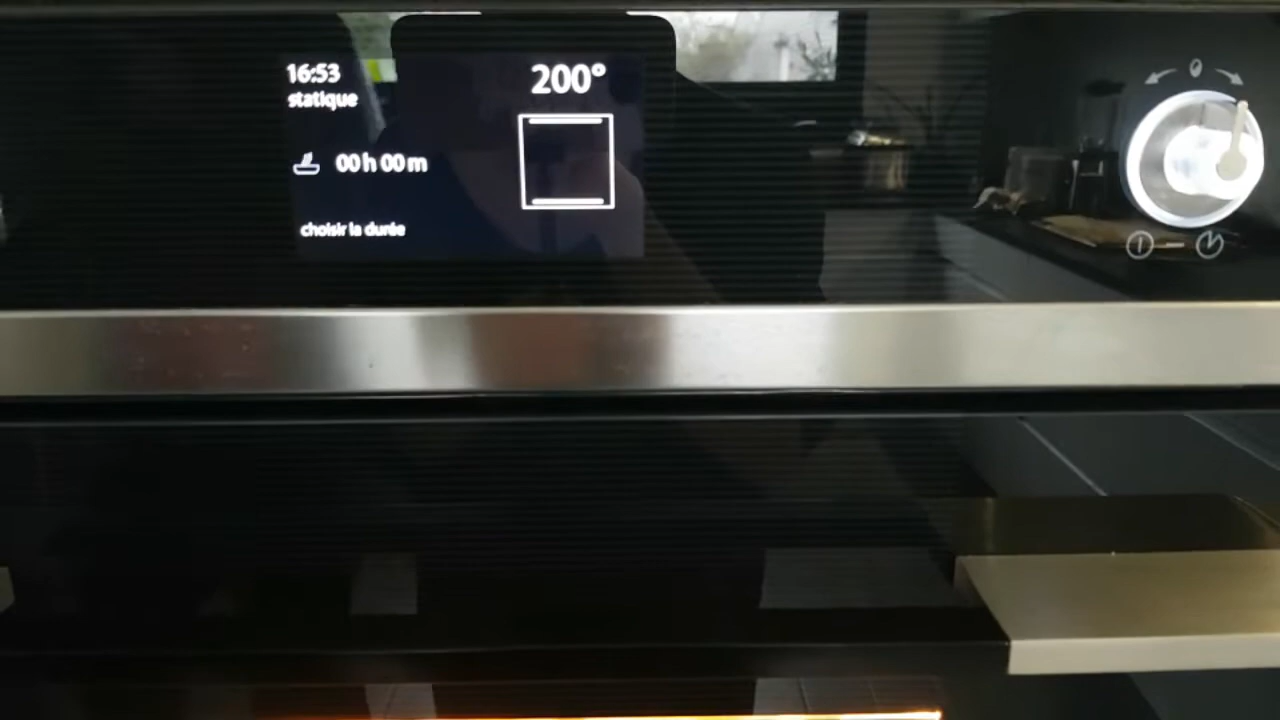 16:53
200°
statique
00 h 00 m
choisir la durée